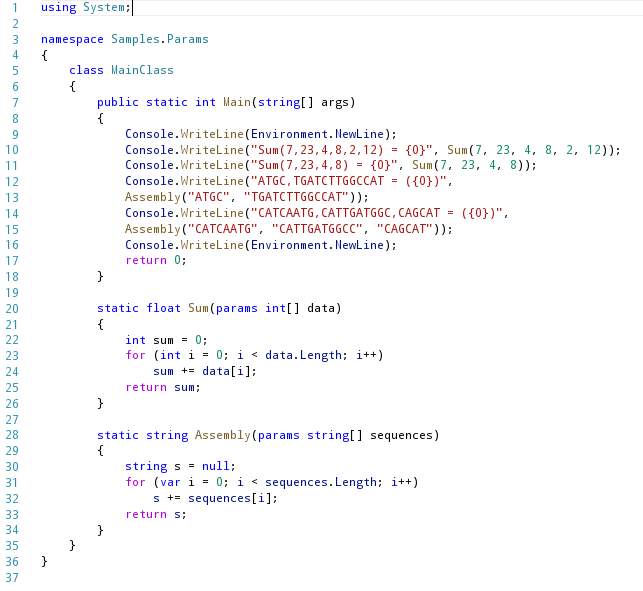 1 using System;
2
3 namespace Samples.Params
4 {
5     class MainClass
6     {
7         public static int Main(string[] args)
8         {
9             Console.WriteLine(Environment.NewLine);
10             Console.WriteLine("Sum(7,23,4,8,2,12) = {0}", Sum(7, 23, 4, 8, 2, 12));
11             Console.WriteLine("Sum(7,23,4,8) = {0}", Sum(7, 23, 4, 8));
12             Console.WriteLine("ATGC,TGATCTTGGCCAT = ({0})",
13             Assembly("ATGC", "TGATCTTGGCCAT"));
14             Console.WriteLine("CATCAATG,CATTGATGGC,CAGCAT = ({0})",
15             Assembly("CATCAATG", "CATTGATGGCC", "CAGCAT"));
16             Console.WriteLine(Environment.NewLine);
17             return 0;
18         }
19
20         static float Sum(params int[] data)
21         {
22             int sum = 0;
23             for (int i = 0; i < data.Length; i++)
24                 sum += data[i];
25             return sum;
26         }
27
28         static string Assembly(params string[] sequences)
29         {
30             string s = null;
31             for (var i = 0; i < sequences.Length; i++)
32                 s += sequences[i];
33             return s;
34         }
35     }
36 }
37